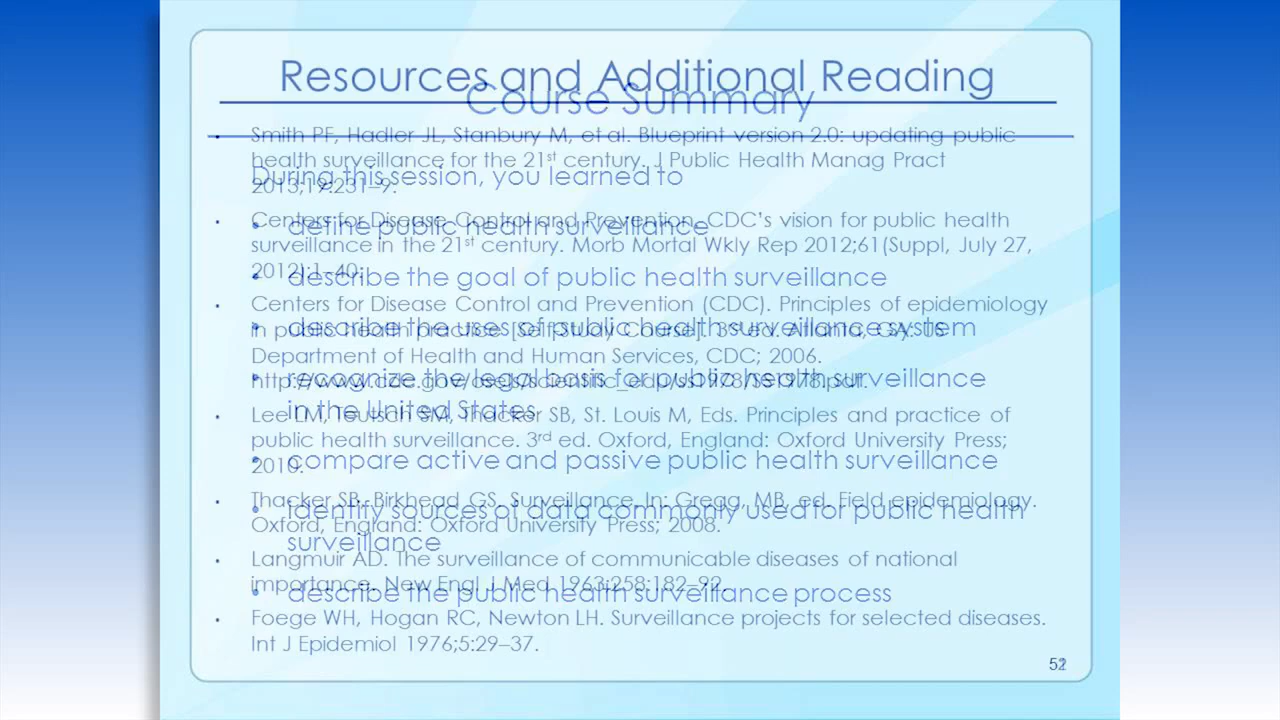 Resources and Additional Reading
• Smith PF, Hadler JL, Stanbury M, et al. Blueprint version 2.0: updating public
health surveillance for the 21st century. J Public Health Manag Pract
2013;19:231–9.
• Centers for Disease Control and Prevention. CDC’s vision for public health
surveillance in the 21st century. Morb Mortal Wkly Rep 2012;61(Suppl, July 27,
2012):1–40.
• Centers for Disease Control and Prevention (CDC). Principles of epidemiology
in public health practice [Self-Study Course]. 3rd ed. Atlanta, GA: US
Department of Health and Human Services, CDC; 2006.
http://www.cdc.gov/osels/scientific_edu/ss1978/SS1978.pdf.
• Lee LM, Teutsch SM, Thacker SB, St. Louis M, Eds. Principles and practice of
public health surveillance. 3rd ed. Oxford, England: Oxford University Press;
2010.
• Thacker SB, Birkhead GS. Surveillance. In: Gregg, MB, ed. Field epidemiology.
Oxford, England: Oxford University Press; 2008.
• Langmuir AD. The surveillance of communicable diseases of national
importance. New Engl J Med 1963;258:182–92.
• Foege WH, Hogan RC, Newton LH. Surveillance projects for selected diseases.
Int J Epidemiol 1976;5:29–37.
Course Summary
During this session, you learned to
• define public health surveillance
• describe the goal of public health surveillance
• describe the uses of public health surveillance system
• recognize the legal basis for public health surveillance
in the United States
• compare active and passive public health surveillance
• identify sources of data commonly used for public health
surveillance
• describe the public health surveillance process